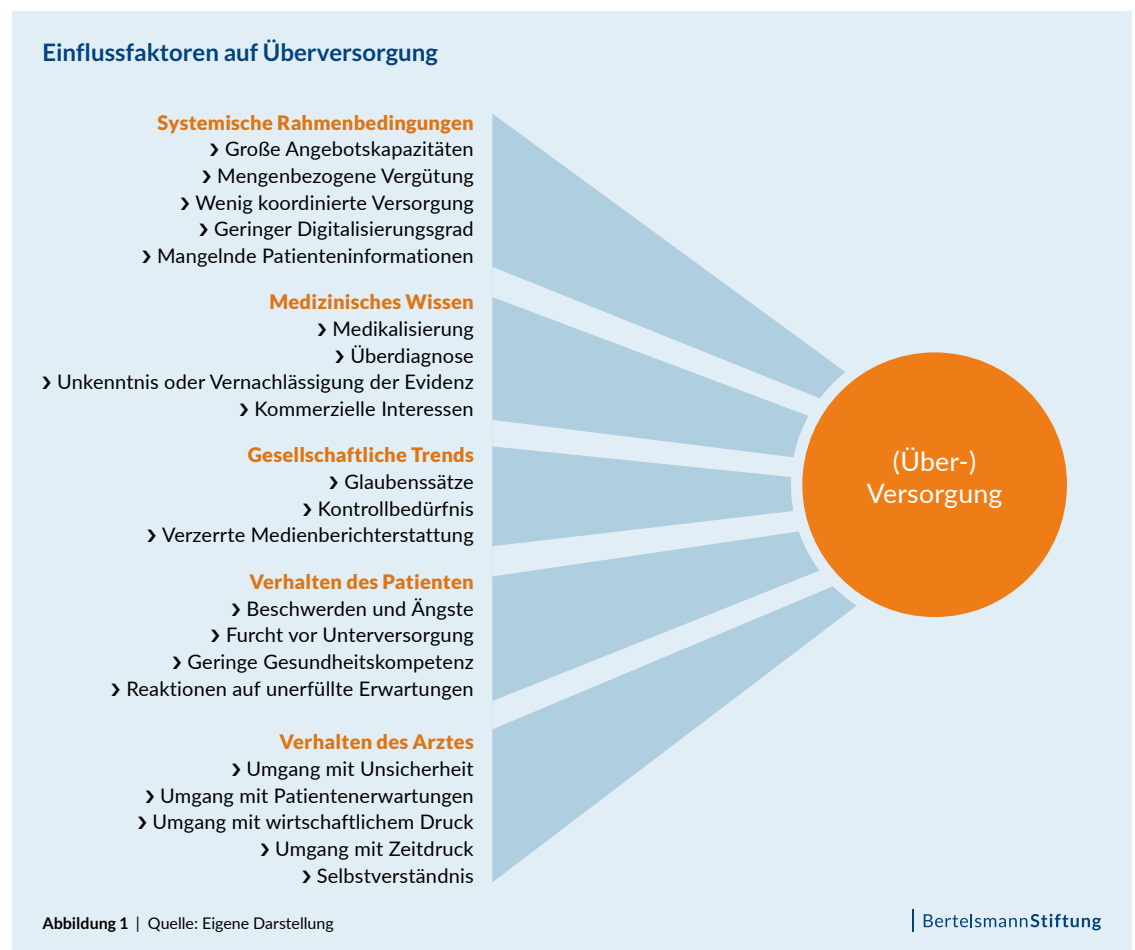 Einflussfaktoren auf Überversorgung
Systemische Rahmenbedingungen
› Große Angebotskapazitäten
› Mengenbezogene Vergütung
› Wenig koordinierte Versorgung
› Geringer Digitalisierungsgrad
› Mangelnde Patienteninformationen
Medizinisches Wissen
› Medikalisierung
› Überdiagnose
› Unkenntnis oder Vernachlässigung der Evidenz
› Kommerzielle Interessen
Gesellschaftliche Trends
› Glaubenssätze
› Kontrollbedürfnis
› Verzerrte Medienberichterstattung
Verhalten des Patienten
› Beschwerden und Ängste
› Furcht vor Unterversorgung
› Geringe Gesundheitskompetenz
› Reaktionen auf unerfüllte Erwartungen
Verhalten des Arztes
› Umgang mit Unsicherheit
› Umgang mit Patientenerwartungen
› Umgang mit wirtschaftlichem Druck
› Umgang mit Zeitdruck
› Selbstverständnis
(Über-)
Versorgung
Abbildung 1 | Quelle: Eigene Darstellung
BertelsmannStiftung